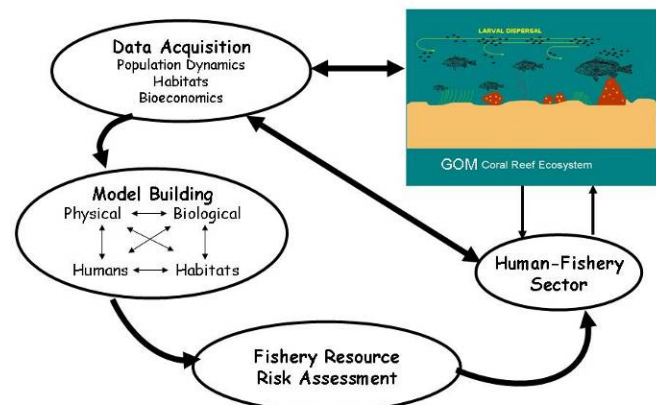 Data Acquisition
Population Dynamics
Habitats
Bioeconomics
LARVAL DISPERSAL
GOM Coral Reef Ecosystem
Model Building
Physical Biological
Humans Habitats
Human-Fishery
Sector
Fishery Resource
Risk Assessment